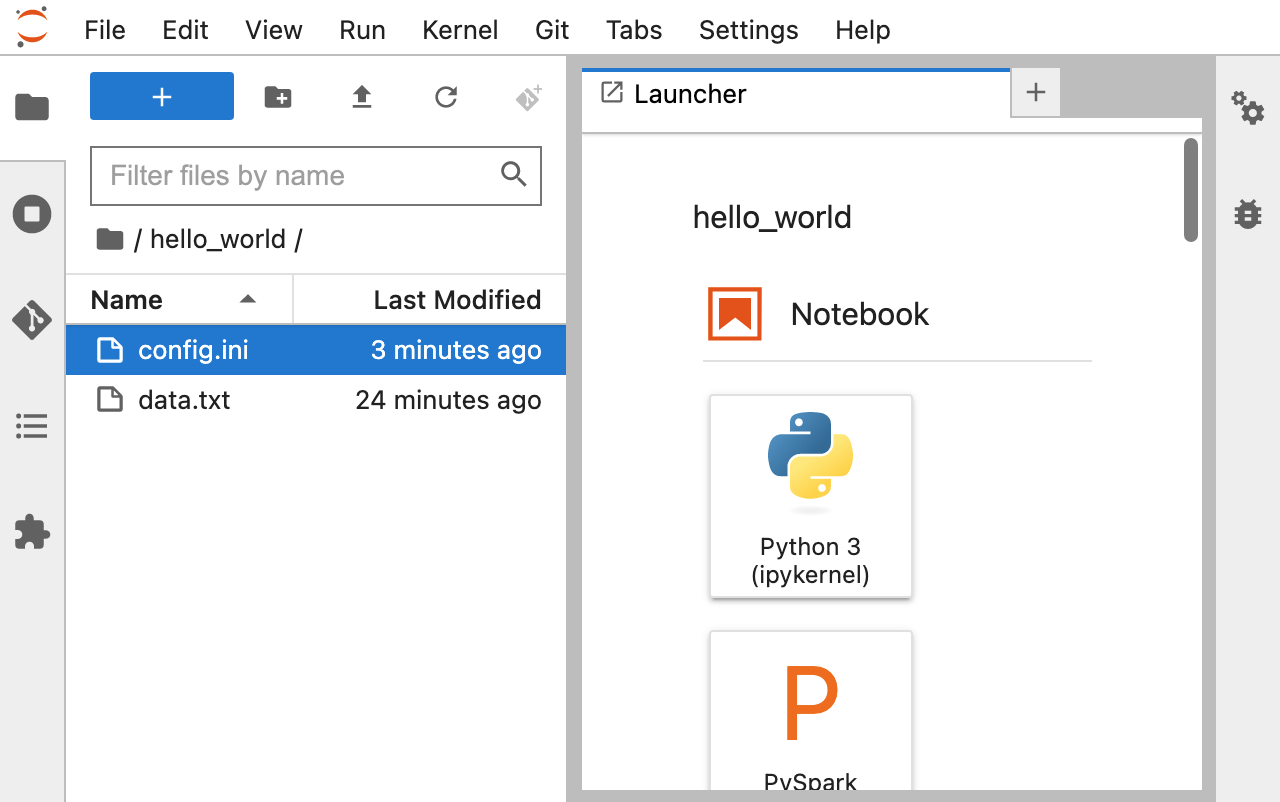 File Edit View Run Kernel Git Tabs Settings Help
Launcher
Filter files by name
/ hello_world /
Name Last Modified
config.ini 3 minutes ago
data.txt 24 minutes ago
hello_world
Notebook
Python 3
(ipykernel)
P
PySpark